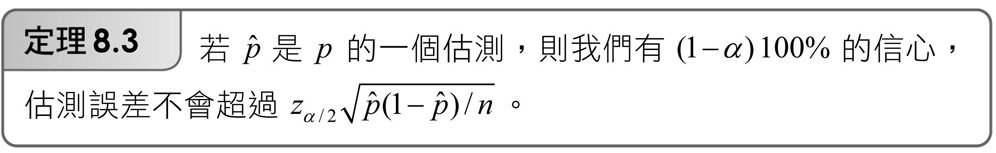 定理 8.3 若 p̂ 是 p 的一個估測，則我們有 (1−α)100% 的信心，
估測誤差不會超過 z_{α/2}√(p̂(1−p̂)/n) 。